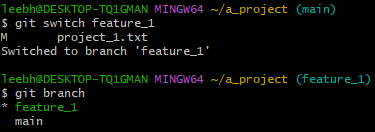 leebh@DESKTOP-TQ1GMAN MINGW64 ~/a_project (main)
$ git switch feature_1
M       project_1.txt
Switched to branch 'feature_1'

leebh@DESKTOP-TQ1GMAN MINGW64 ~/a_project (feature_1)
$ git branch
* feature_1
  main